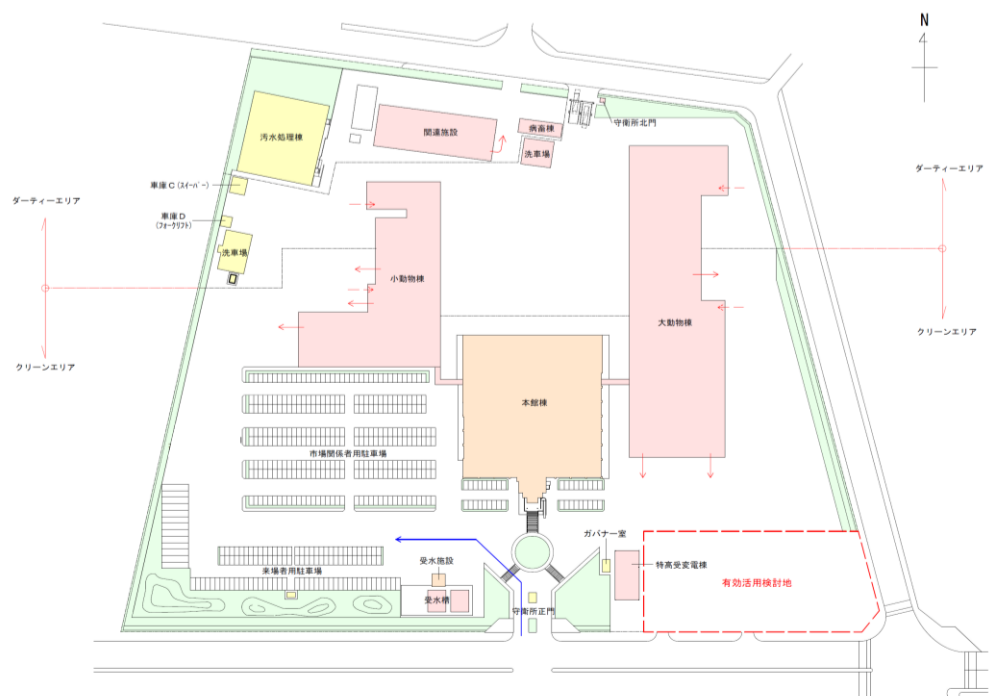 N
守衛所北門
病畜棟
関連施設
汚水処理棟
洗車場
車庫C (スイーパー)
ダーティーエリア
ダーティーエリア
車庫D
(フォークリフト)
洗車場
小動物棟
大動物棟
クリーンエリア
クリーンエリア
本館棟
市場関係者用駐車場
ガバナー室
受水施設
特高受変電棟
来場者用駐車場
有効活用検討地
受水槽
守衛所正門